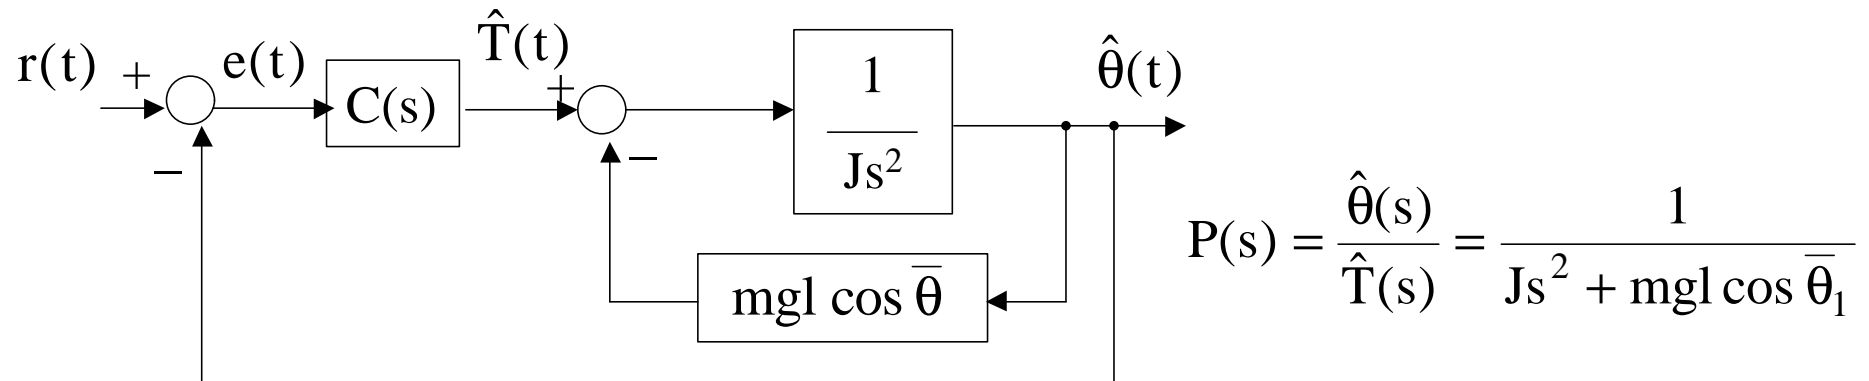 r(t) + e(t) C(s) T̂(t) + 1/Js² θ̂(t)
− −
mgl cos θ̅
P(s) = θ̂(s)/T̂(s) = 1/(Js² + mgl cos θ̅₁)